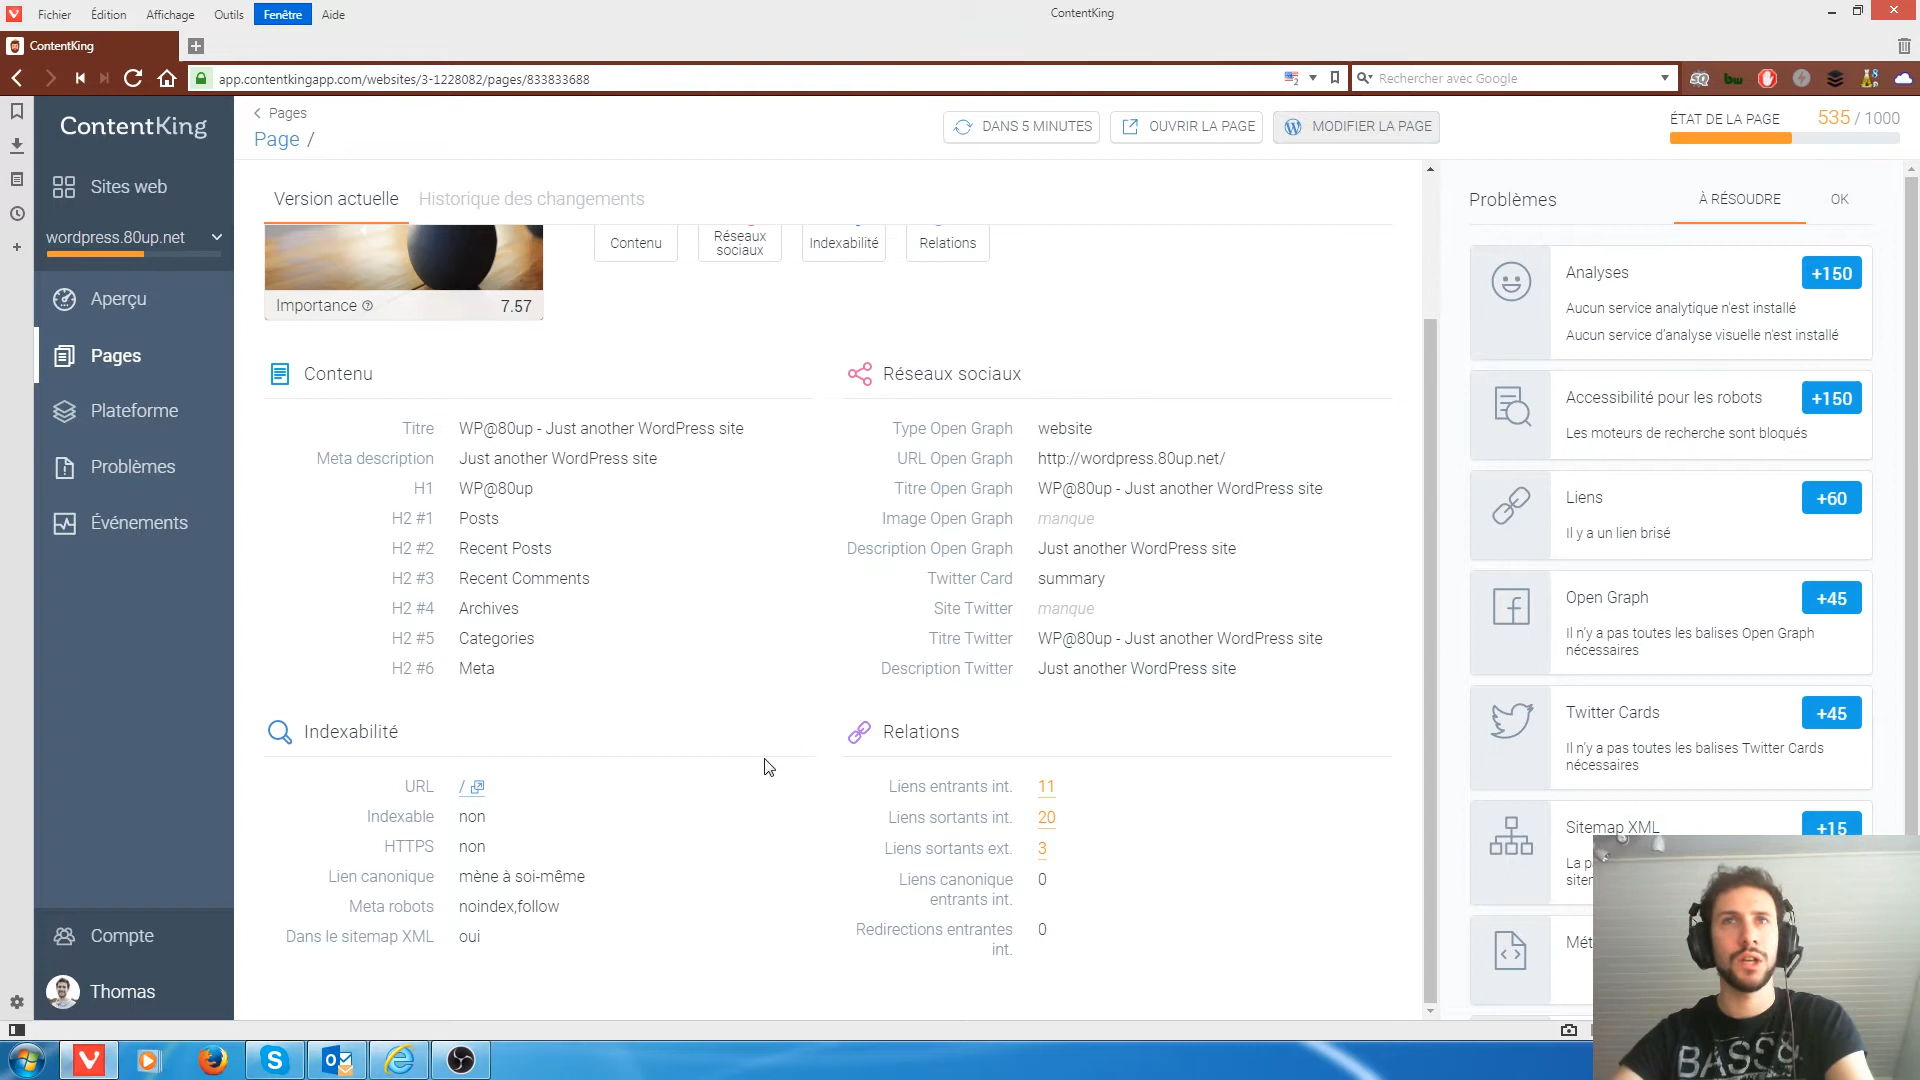 Fichier Édition Affichage Outils Fenêtre Aide
ContentKing
ContentKing
app.contentkingapp.com/websites/3-1228082/pages/833833688
Rechercher avec Google
ContentKing
Sites web
wordpress.80up.net
Aperçu
Pages
Plateforme
Problèmes
Événements
Compte
Thomas
Pages
Page /
DANS 5 MINUTES
OUVRIR LA PAGE
MODIFIER LA PAGE
ÉTAT DE LA PAGE 535 / 1000
Version actuelle
Historique des changements
Importance 7.57
Contenu
Réseaux
sociaux
Indexabilité
Relations
Contenu
Titre WP@80up - Just another WordPress site
Meta description Just another WordPress site
H1 WP@80up
H2 #1 Posts
H2 #2 Recent Posts
H2 #3 Recent Comments
H2 #4 Archives
H2 #5 Categories
H2 #6 Meta
Réseaux sociaux
Type Open Graph website
URL Open Graph http://wordpress.80up.net/
Titre Open Graph WP@80up - Just another WordPress site
Image Open Graph manque
Description Open Graph Just another WordPress site
Twitter Card summary
Site Twitter manque
Titre Twitter WP@80up - Just another WordPress site
Description Twitter Just another WordPress site
Indexabilité
URL /
Indexable non
HTTPS non
Lien canonique mène à soi-même
Meta robots noindex,follow
Dans le sitemap XML oui
Relations
Liens entrants int. 11
Liens sortants int. 20
Liens sortants ext. 3
Liens canonique
entrants int. 0
Redirections entrantes
int. 0
Problèmes
À RÉSOUDRE
OK
Analyses +150
Aucun service analytique n'est installé
Aucun service d'analyse visuelle n'est installé
Accessibilité pour les robots +150
Les moteurs de recherche sont bloqués
Liens +60
Il y a un lien brisé
Open Graph +45
Il n'y a pas toutes les balises Open Graph
nécessaires
Twitter Cards +45
Il n'y a pas toutes les balises Twitter Cards
nécessaires
Sitemap XML +15
BASS&